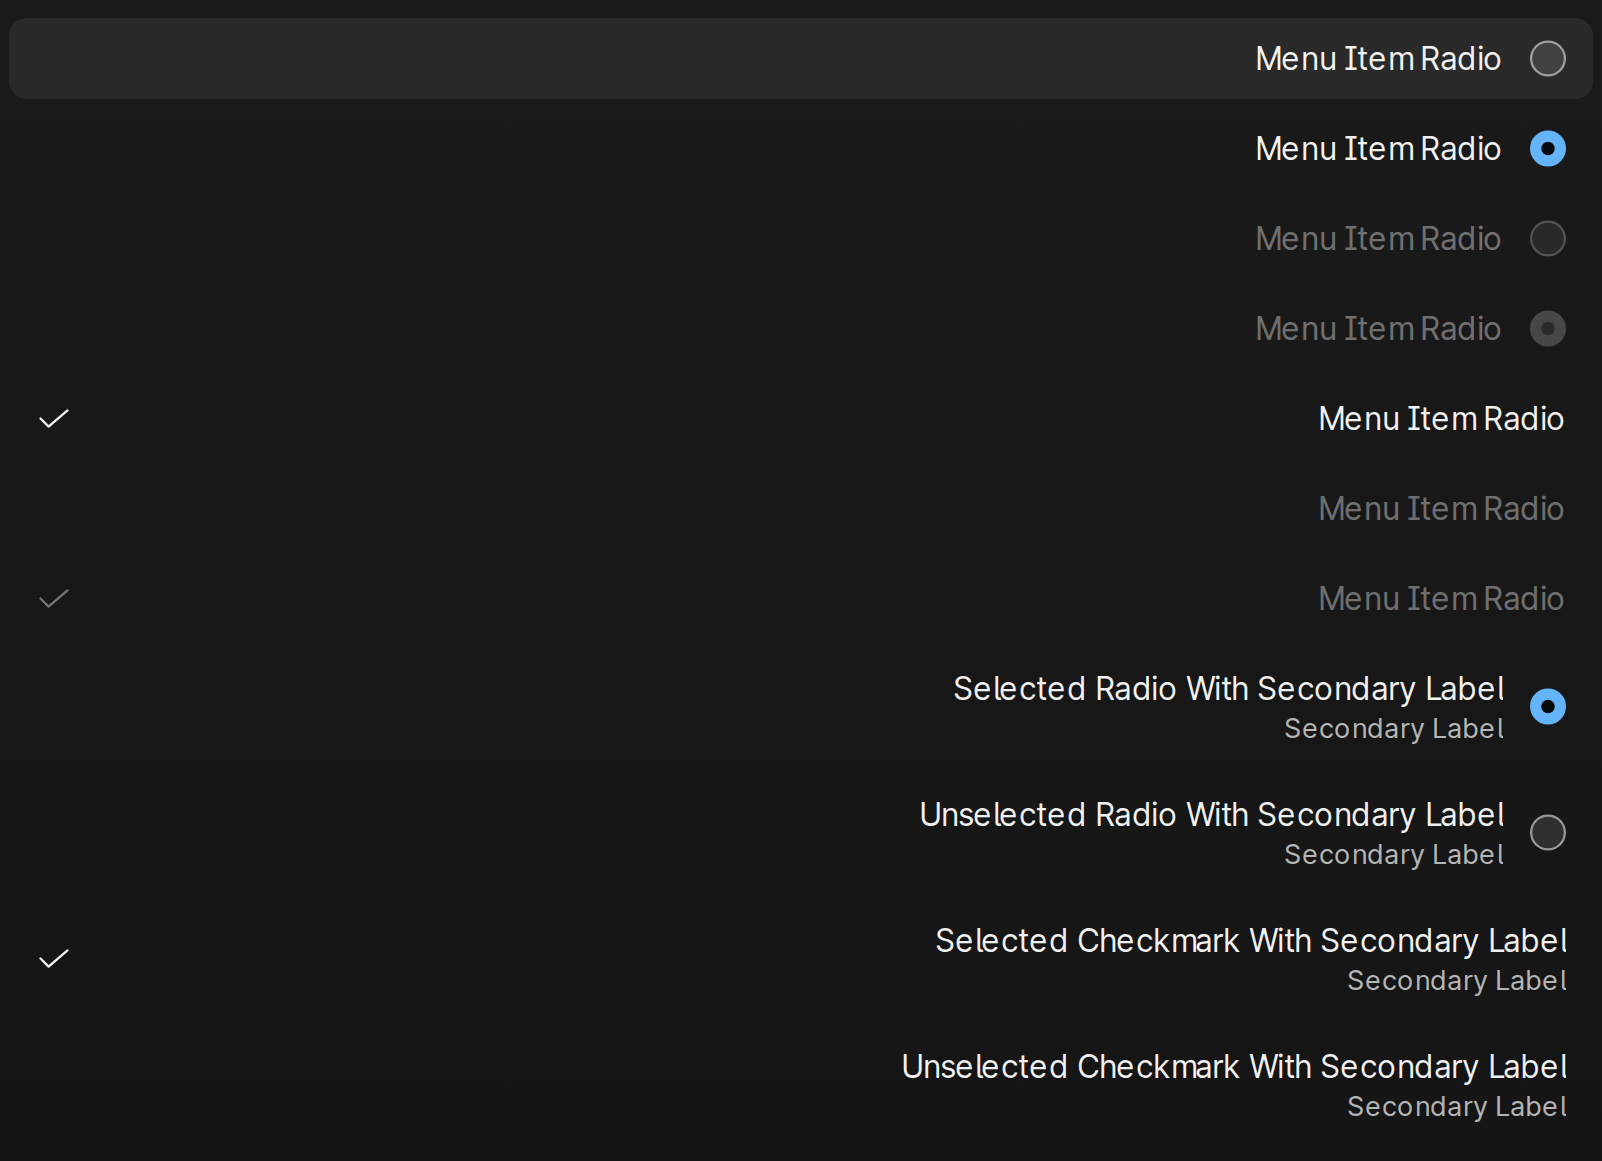 Menu Item Radio
Menu Item Radio
Menu Item Radio
Menu Item Radio
Menu Item Radio
Menu Item Radio
Menu Item Radio
Selected Radio With Secondary Label
Secondary Label
Unselected Radio With Secondary Label
Secondary Label
Selected Checkmark With Secondary Label
Secondary Label
Unselected Checkmark With Secondary Label
Secondary Label